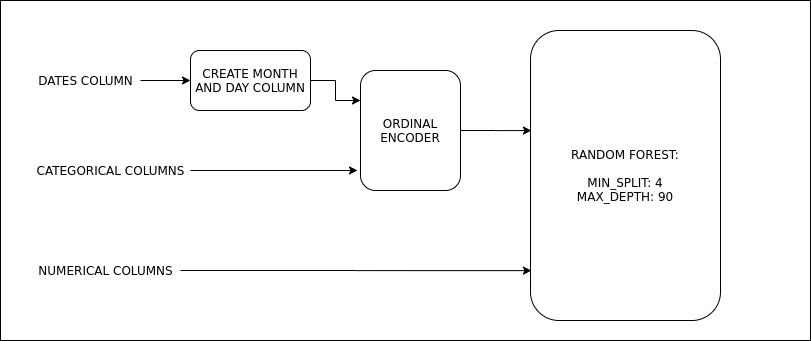 DATES COLUMN
CREATE MONTH
AND DAY COLUMN
ORDINAL
ENCODER
CATEGORICAL COLUMNS
NUMERICAL COLUMNS
RANDOM FOREST:
MIN_SPLIT: 4
MAX_DEPTH: 90